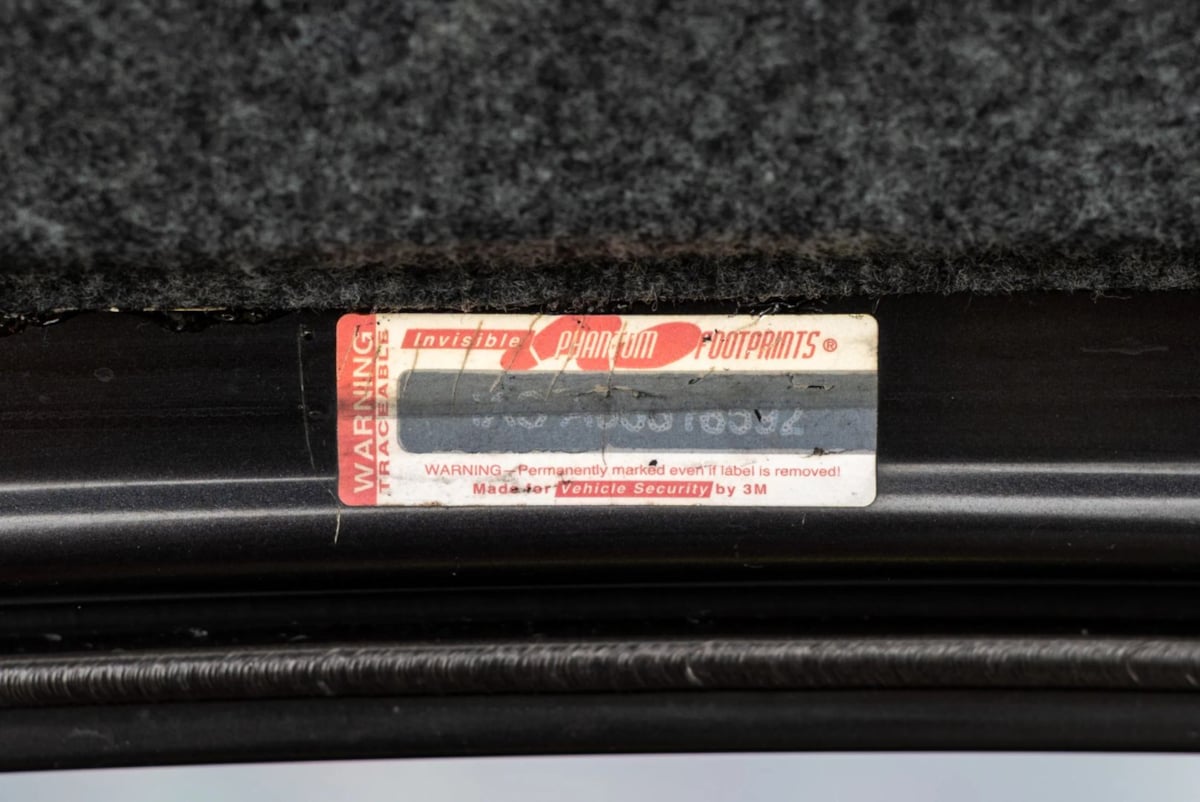 WARNING
TRACEABLE
Invisible PHANTOM FOOTPRINTS®
WARNING—Permanently marked even if label is removed!
Made for Vehicle Security by 3M